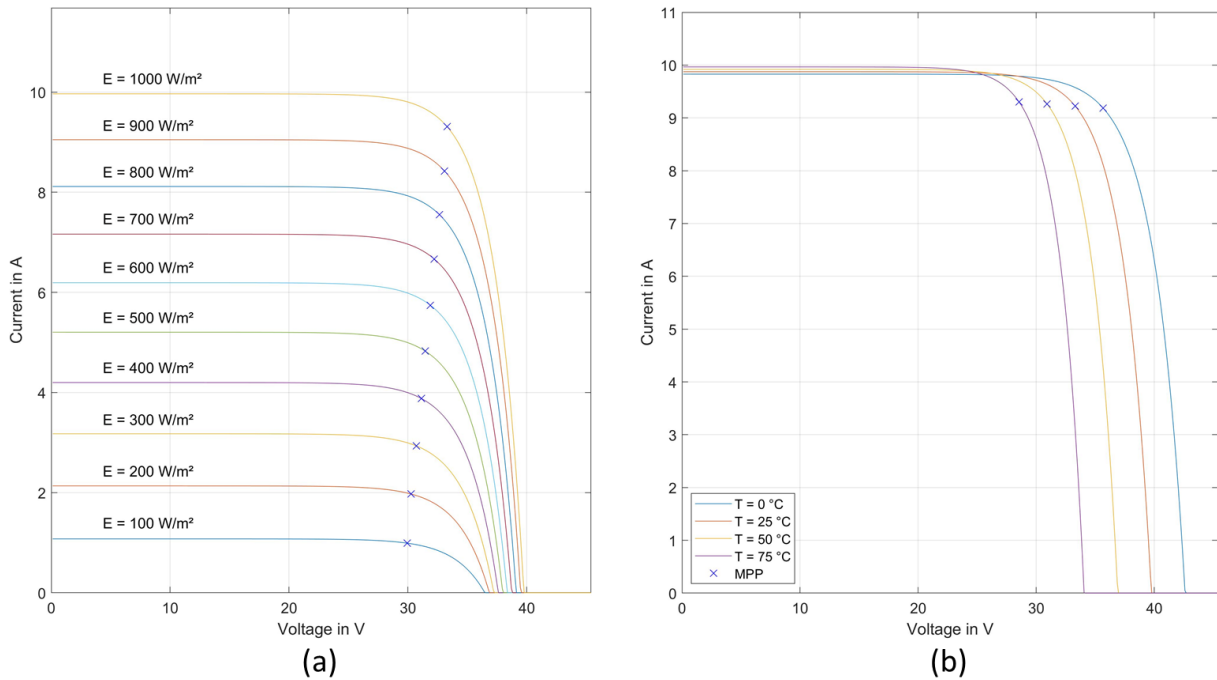 Current in A
10
8
6
4
2
0
E = 1000 W/m²
E = 900 W/m²
E = 800 W/m²
E = 700 W/m²
E = 600 W/m²
E = 500 W/m²
E = 400 W/m²
E = 300 W/m²
E = 200 W/m²
E = 100 W/m²
0 10 20 30 40
Voltage in V
(a)
Current in A
11
10
9
8
7
6
5
4
3
2
1
0
T = 0 °C
T = 25 °C
T = 50 °C
T = 75 °C
MPP
0 10 20 30 40
Voltage in V
(b)